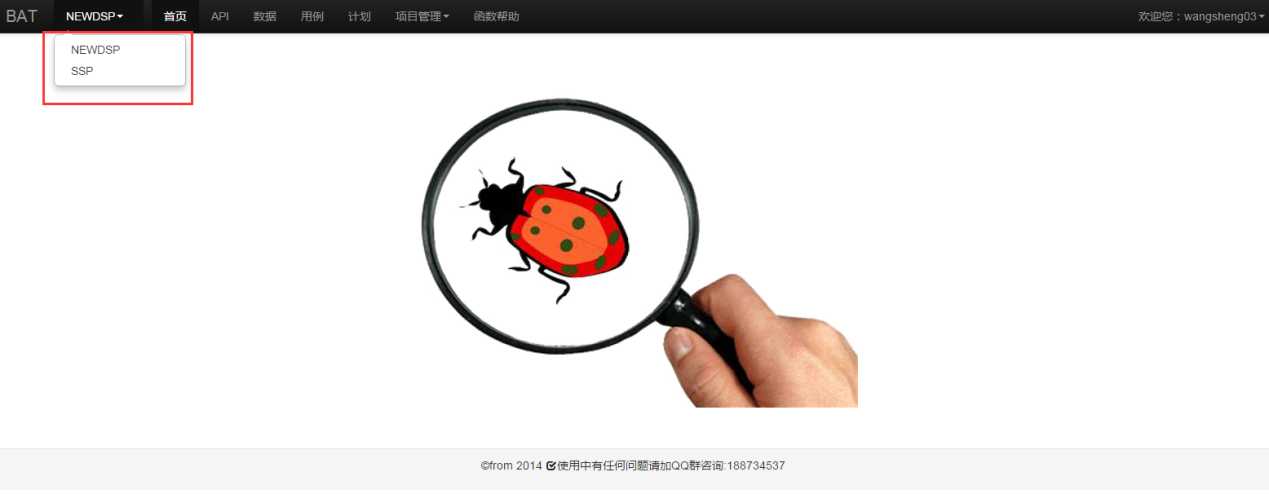 BAT NEWDSP 首页 API 数据 用例 计划 项目管理 函数帮助 欢迎您：wangsheng03
NEWDSP
SSP
©from 2014 使用中有任何问题请加QQ群咨询:188734537